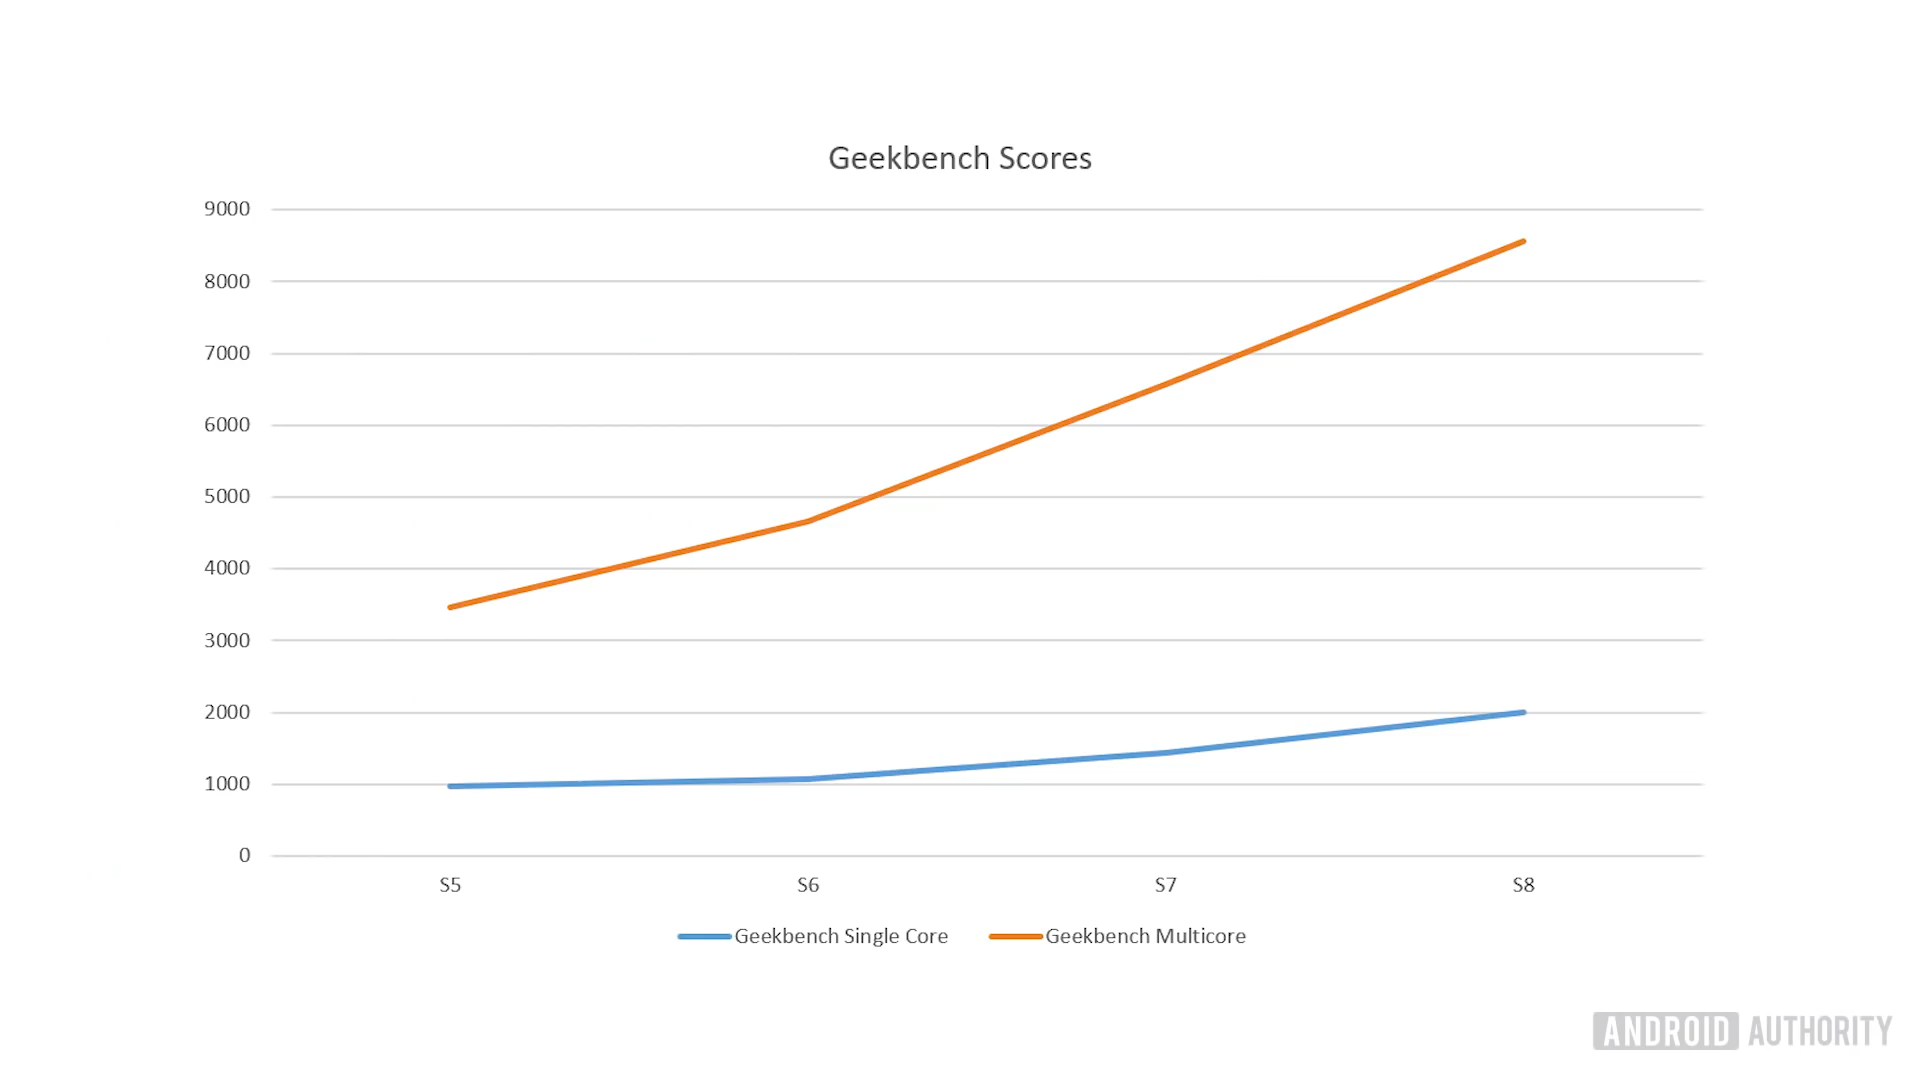 Geekbench Scores
9000
8000
7000
6000
5000
4000
3000
2000
1000
0
S5 S6 S7 S8
Geekbench Single Core Geekbench Multicore
ANDROID AUTHORITY